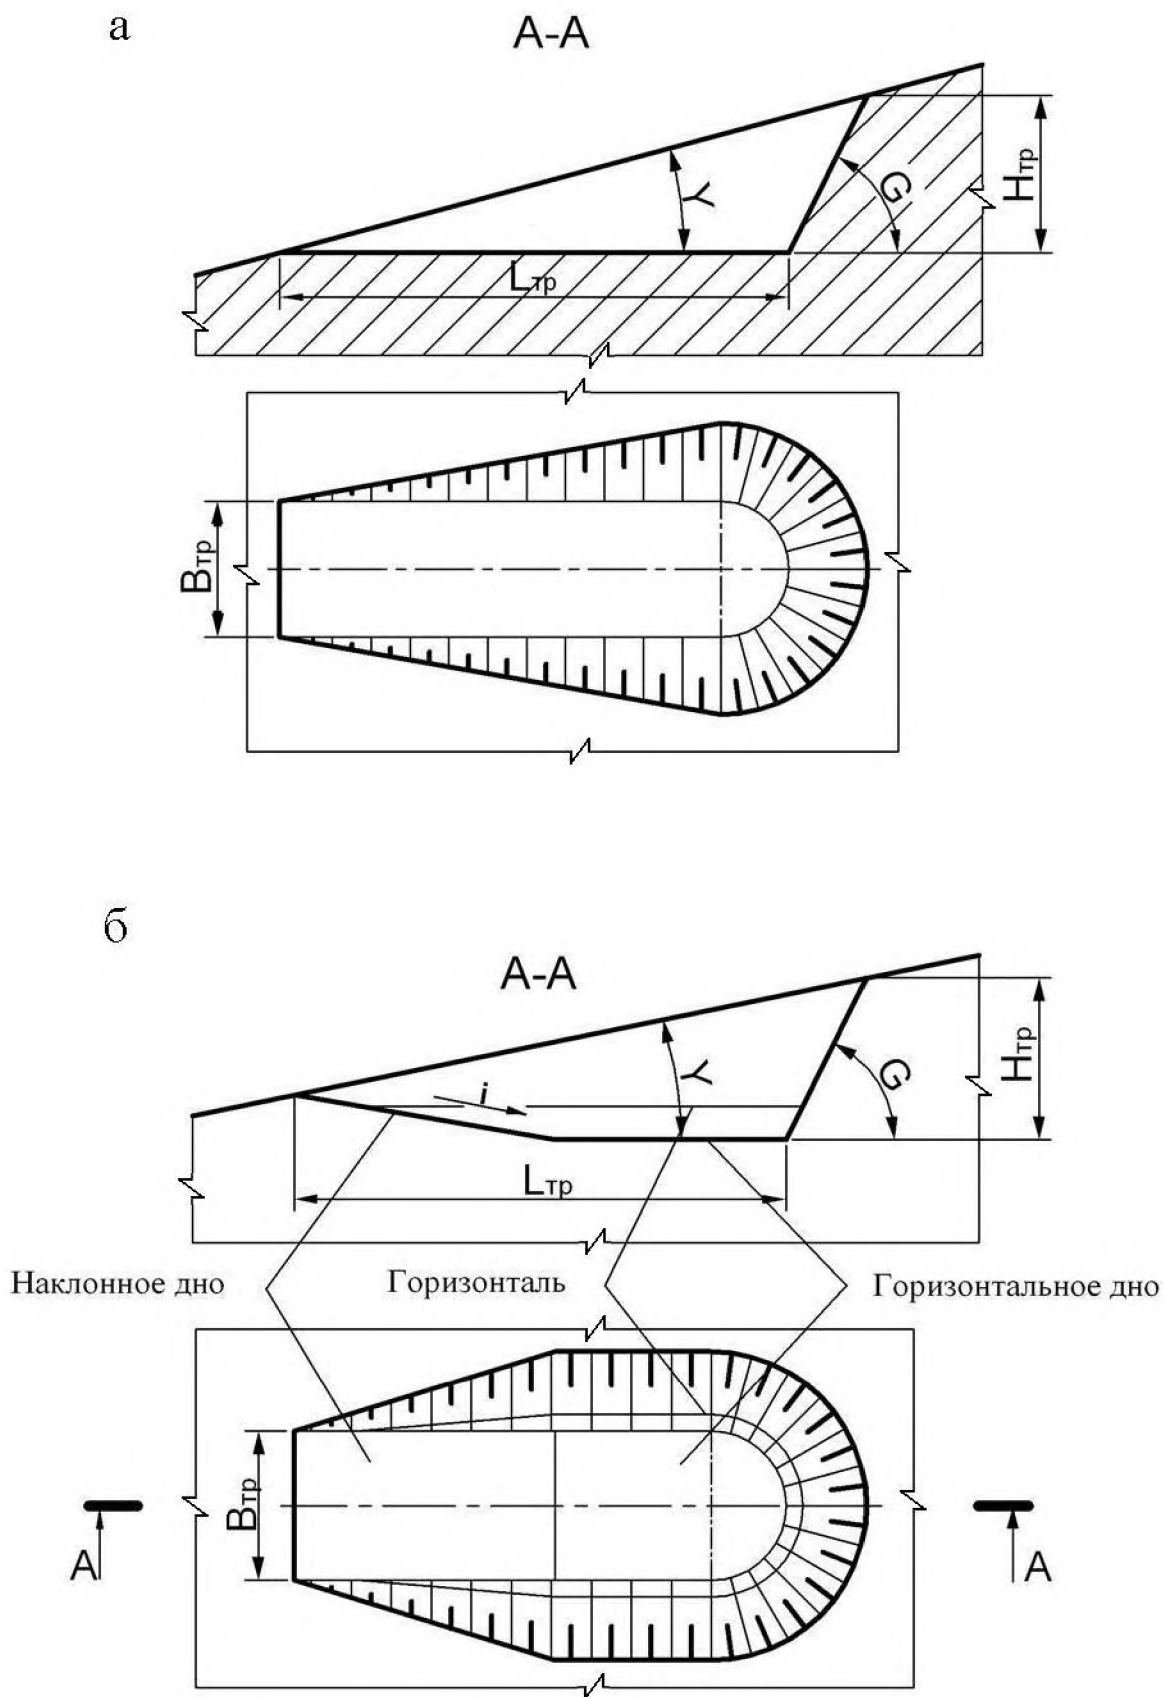 а
А-А
Y
G
Hтр
Lтр
Bтр
б
А-А
i
Y
G
Hтр
Lтр
Наклонное дно
Горизонталь
Горизонтальное дно
Bтр
А
А